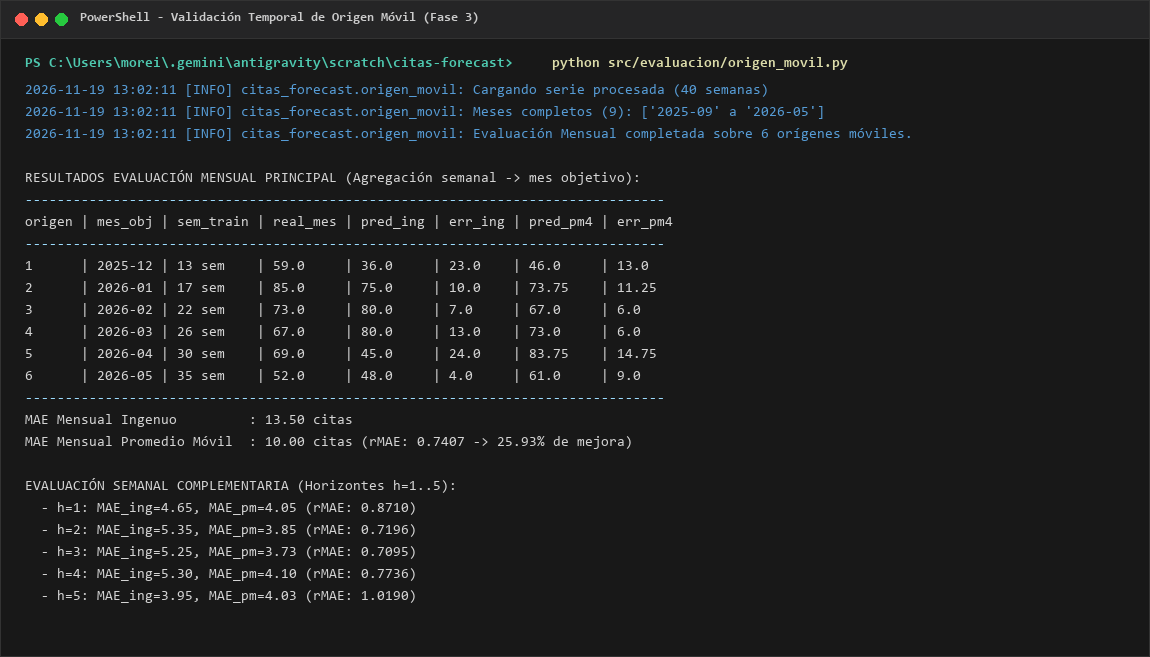 PowerShell - Validación Temporal de Origen Móvil (Fase 3)
PS C:\Users\morei\.gemini\antigravity\scratch\citas-forecast>     python src/evaluacion/origen_movil.py
2026-11-19 13:02:11 [INFO] citas_forecast.origen_movil: Cargando serie procesada (40 semanas)
2026-11-19 13:02:11 [INFO] citas_forecast.origen_movil: Meses completos (9): ['2025-09' a '2026-05']
2026-11-19 13:02:11 [INFO] citas_forecast.origen_movil: Evaluación Mensual completada sobre 6 orígenes móviles.
RESULTADOS EVALUACIÓN MENSUAL PRINCIPAL (Agregación semanal -> mes objetivo):
--------------------------------------------------------------------------------
origen | mes_obj | sem_train | real_mes | pred_ing | err_ing | pred_pm4 | err_pm4
--------------------------------------------------------------------------------
1      | 2025-12 | 13 sem    | 59.0     | 36.0     | 23.0    | 46.0     | 13.0
2      | 2026-01 | 17 sem    | 85.0     | 75.0     | 10.0    | 73.75    | 11.25
3      | 2026-02 | 22 sem    | 73.0     | 80.0     | 7.0     | 67.0     | 6.0
4      | 2026-03 | 26 sem    | 67.0     | 80.0     | 13.0    | 73.0     | 6.0
5      | 2026-04 | 30 sem    | 69.0     | 45.0     | 24.0    | 83.75    | 14.75
6      | 2026-05 | 35 sem    | 52.0     | 48.0     | 4.0     | 61.0     | 9.0
--------------------------------------------------------------------------------
MAE Mensual Ingenuo         : 13.50 citas
MAE Mensual Promedio Móvil  : 10.00 citas (rMAE: 0.7407 -> 25.93% de mejora)
EVALUACIÓN SEMANAL COMPLEMENTARIA (Horizontes h=1..5):
  - h=1: MAE_ing=4.65, MAE_pm=4.05 (rMAE: 0.8710)
  - h=2: MAE_ing=5.35, MAE_pm=3.85 (rMAE: 0.7196)
  - h=3: MAE_ing=5.25, MAE_pm=3.73 (rMAE: 0.7095)
  - h=4: MAE_ing=5.30, MAE_pm=4.10 (rMAE: 0.7736)
  - h=5: MAE_ing=3.95, MAE_pm=4.03 (rMAE: 1.0190)